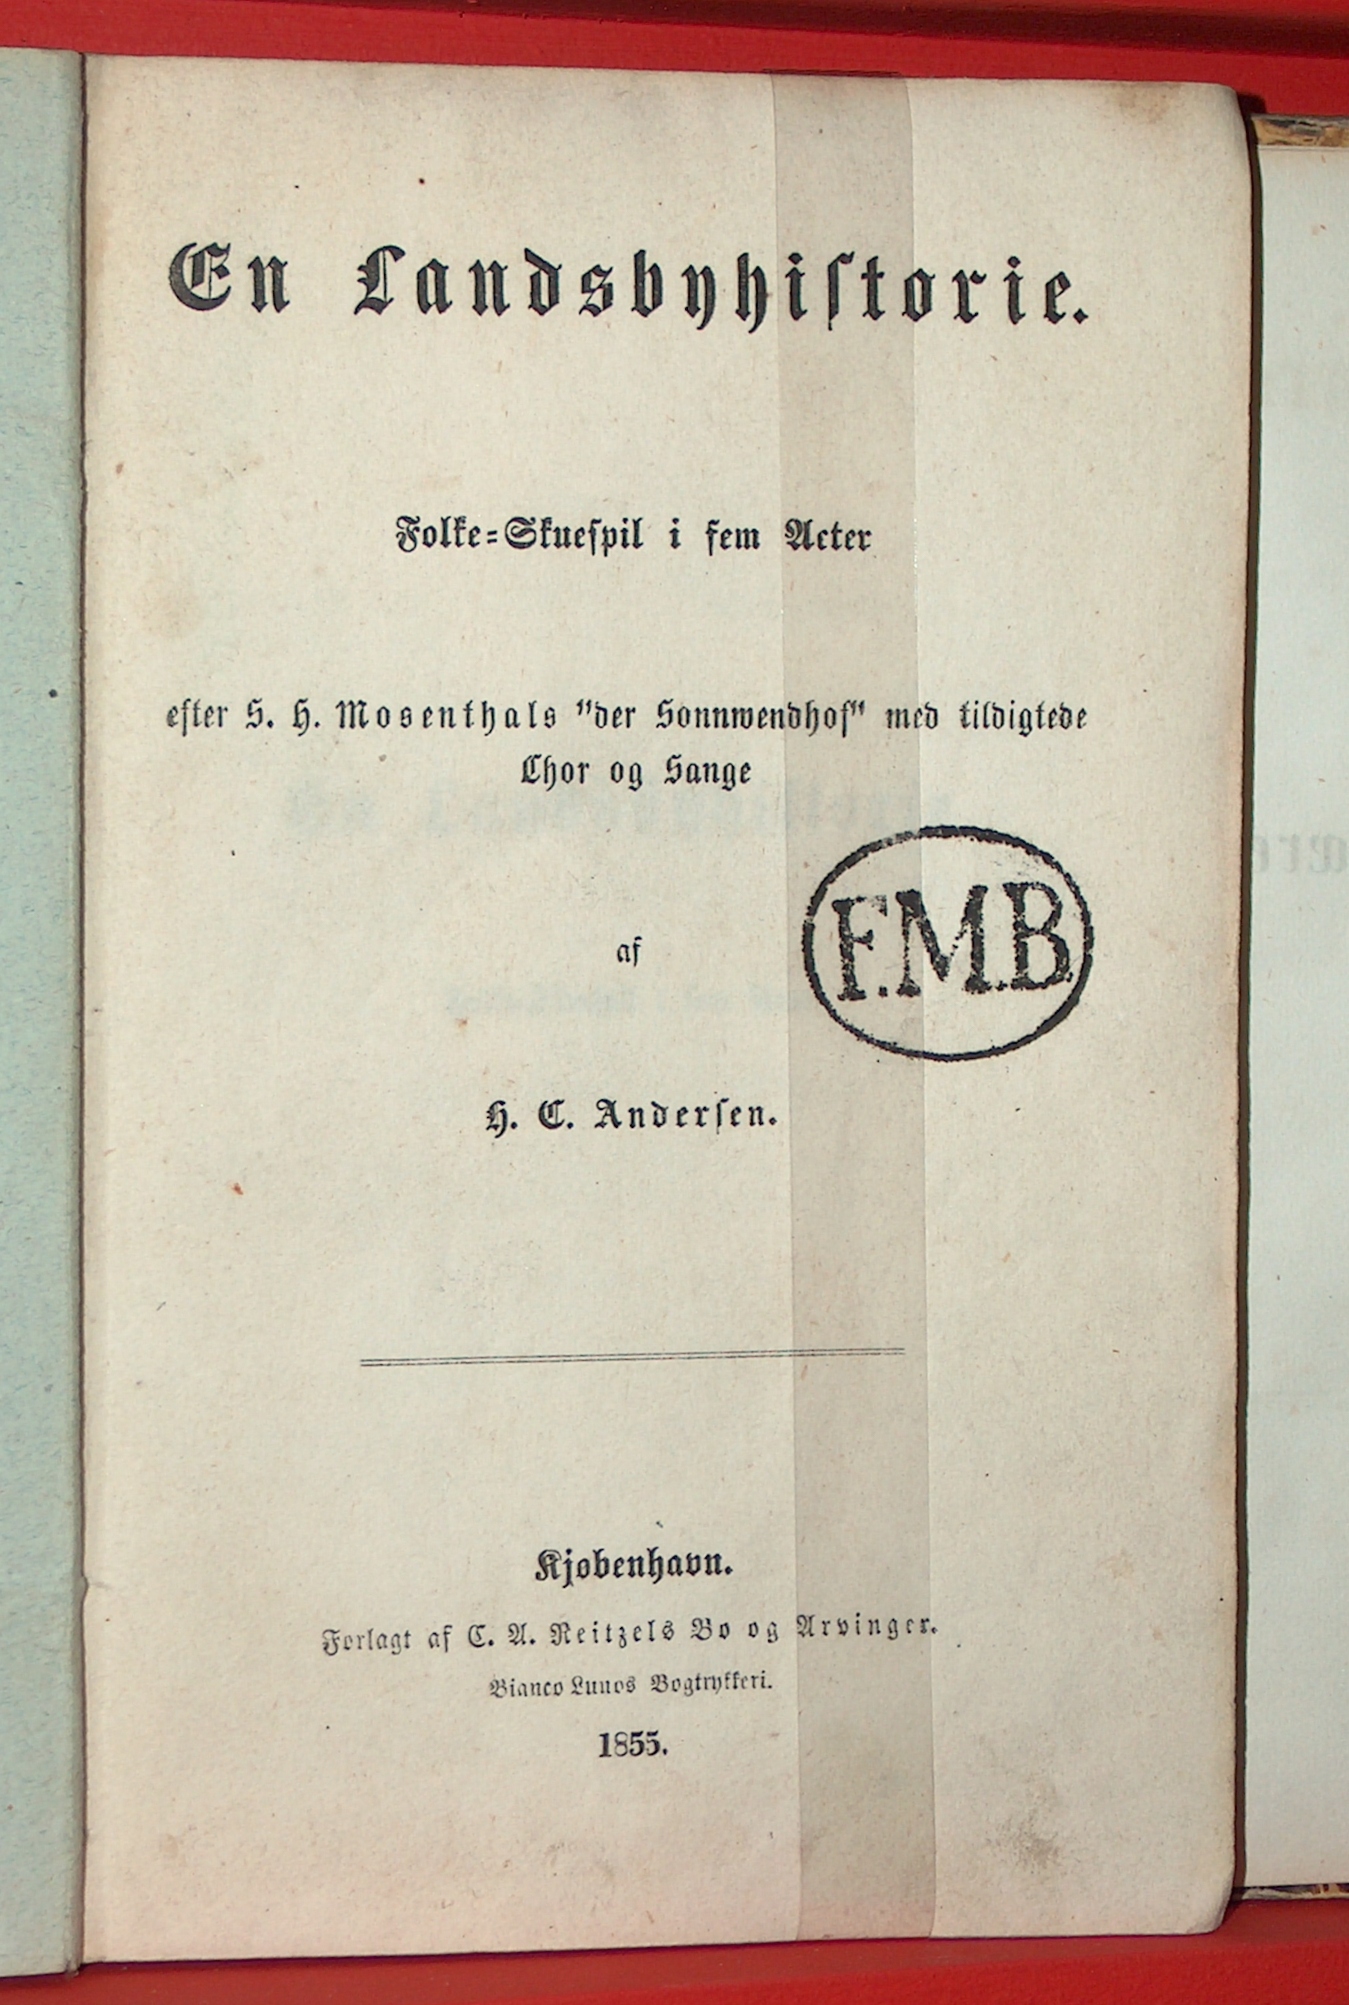 En Landsbyhistorie.
Folke=Skuespil i fem Acter
efter S. H. Mosenthals "der Sonnwendhof" med tildigtede
Chor og Sange
af
F.M.B
H. C. Andersen.
Kjøbenhavn.
Forlagt af C. A. Reitzels Bo og Arvinger.
Bianco Lunos Bogtrykkeri.
1855.